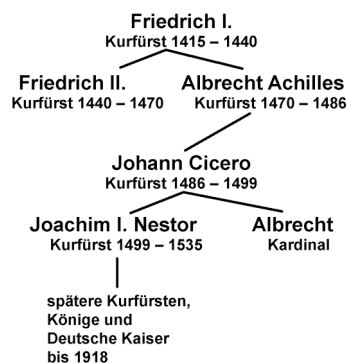 Friedrich I.
Kurfürst 1415 – 1440
Friedrich II.
Kurfürst 1440 – 1470
Albrecht Achilles
Kurfürst 1470 – 1486
Johann Cicero
Kurfürst 1486 – 1499
Joachim I. Nestor
Kurfürst 1499 – 1535
Albrecht
Kardinal
spätere Kurfürsten,
Könige und
Deutsche Kaiser
bis 1918